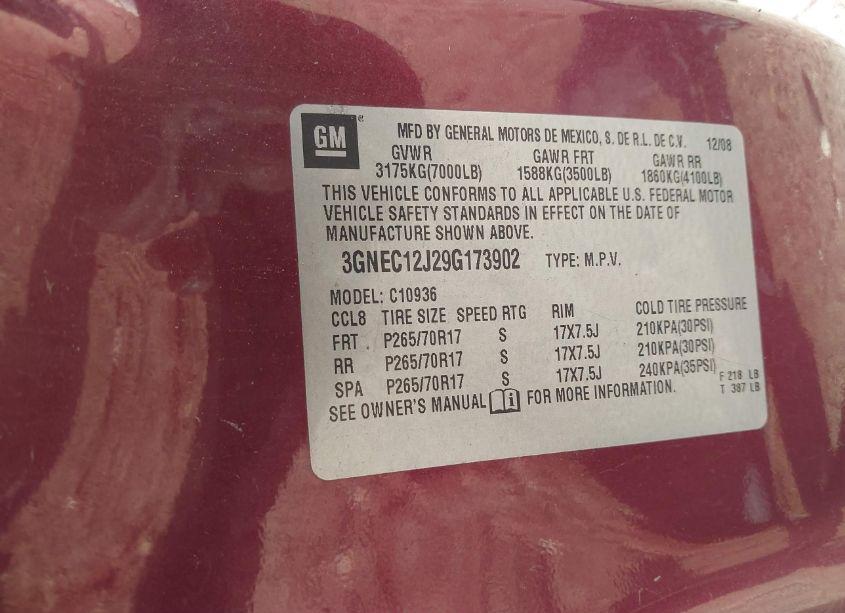 GM
MFD BY GENERAL MOTORS DE MEXICO, S. DE R.L. DE C.V. 12/08
GVWR GAWR FRT GAWR RR
3175KG(7000LB) 1588KG(3500LB) 1860KG(4100LB)
THIS VEHICLE CONFORMS TO ALL APPLICABLE U.S. FEDERAL MOTOR
VEHICLE SAFETY STANDARDS IN EFFECT ON THE DATE OF
MANUFACTURE SHOWN ABOVE.
3GNEC12J29G173902 TYPE: M.P.V.
MODEL: C10936
CCL8 TIRE SIZE SPEED RTG RIM COLD TIRE PRESSURE
FRT P265/70R17 S 17X7.5J 210KPA(30PSI)
RR P265/70R17 S 17X7.5J 210KPA(30PSI)
SPA P265/70R17 S 17X7.5J 240KPA(35PSI)
F 218 LB
T 387 LB
SEE OWNER'S MANUAL i FOR MORE INFORMATION.